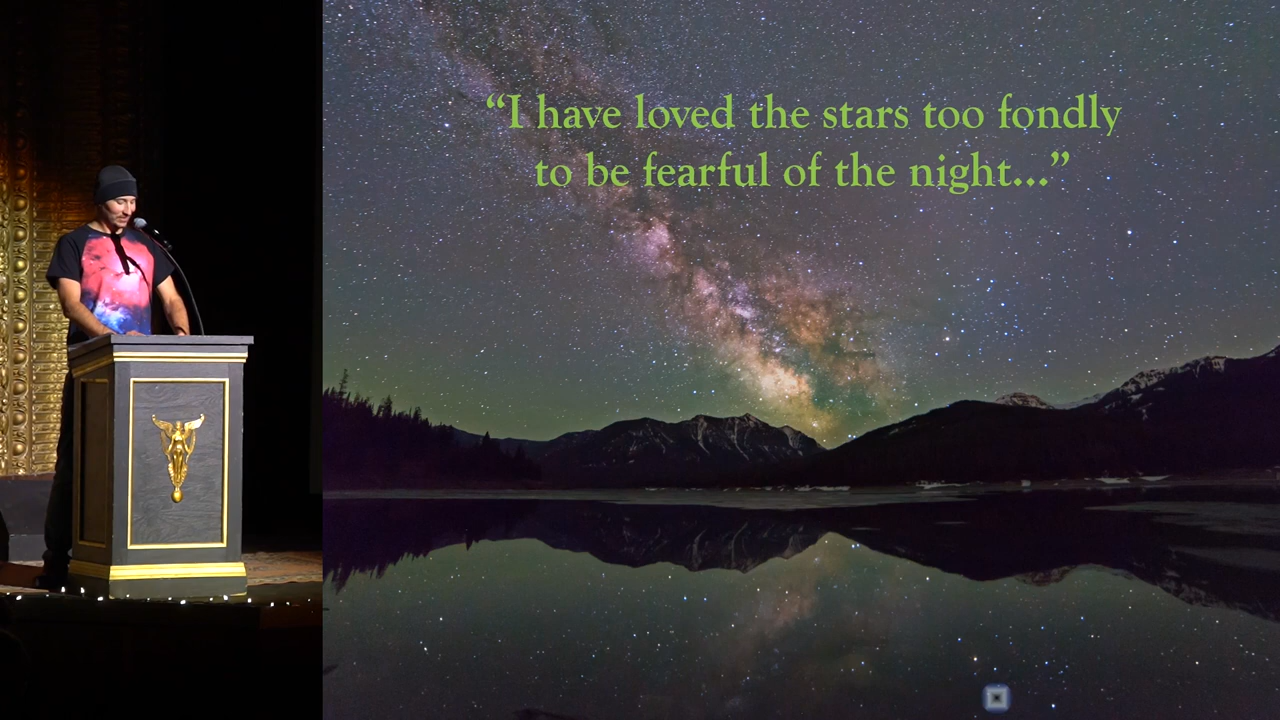 “I have loved the stars too fondly
to be fearful of the night...”